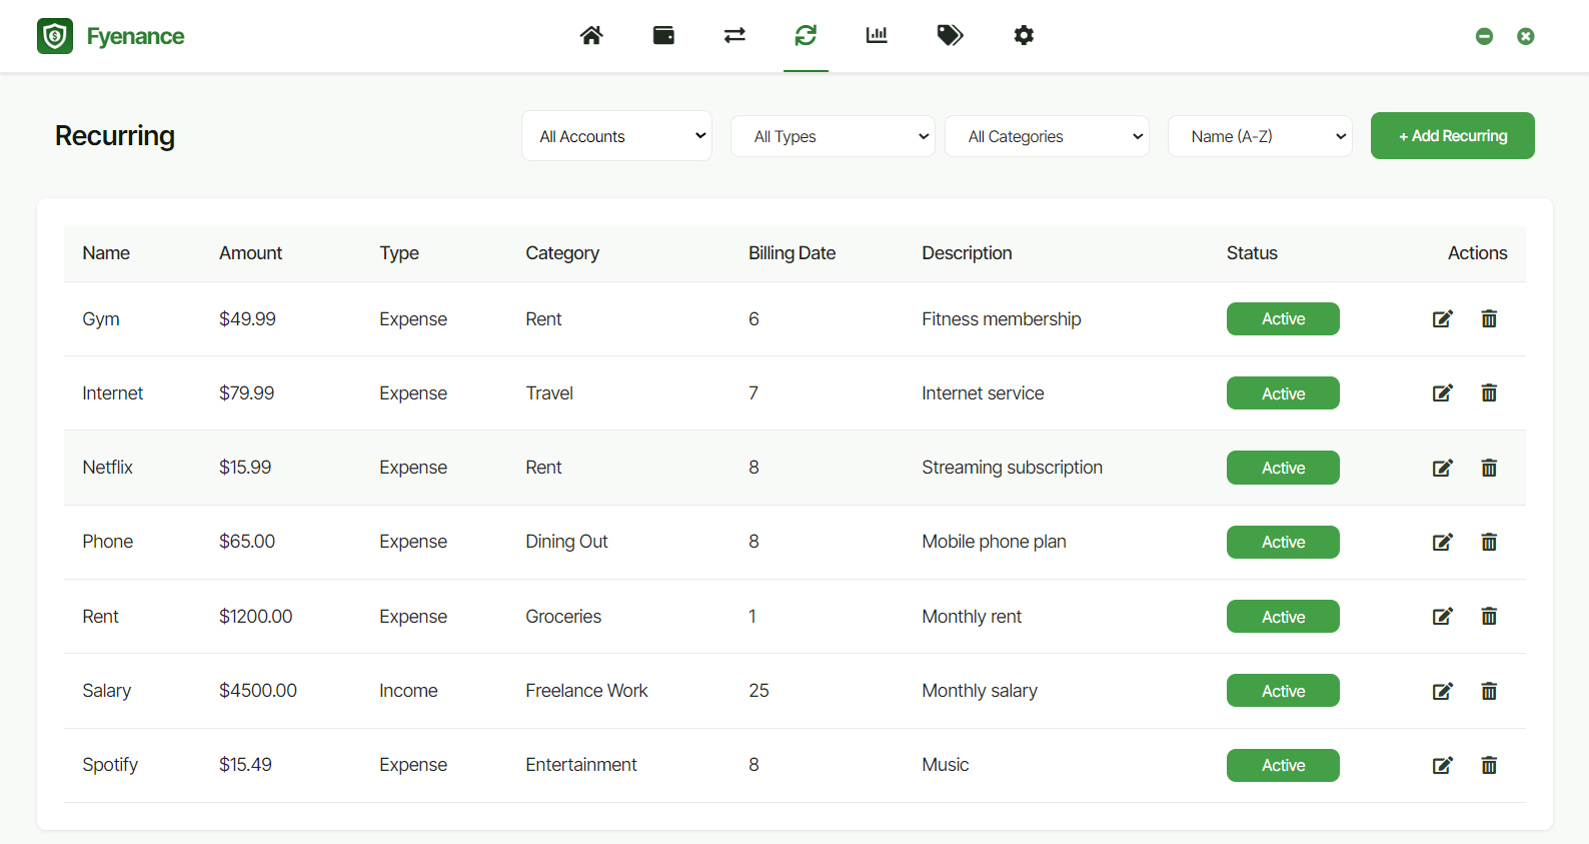 Fyenance
Recurring
All Accounts
All Types
All Categories
Name (A-Z)
+ Add Recurring
Name Amount Type Category Billing Date Description Status Actions
Gym $49.99 Expense Rent 6 Fitness membership Active
Internet $79.99 Expense Travel 7 Internet service Active
Netflix $15.99 Expense Rent 8 Streaming subscription Active
Phone $65.00 Expense Dining Out 8 Mobile phone plan Active
Rent $1200.00 Expense Groceries 1 Monthly rent Active
Salary $4500.00 Income Freelance Work 25 Monthly salary Active
Spotify $15.49 Expense Entertainment 8 Music Active